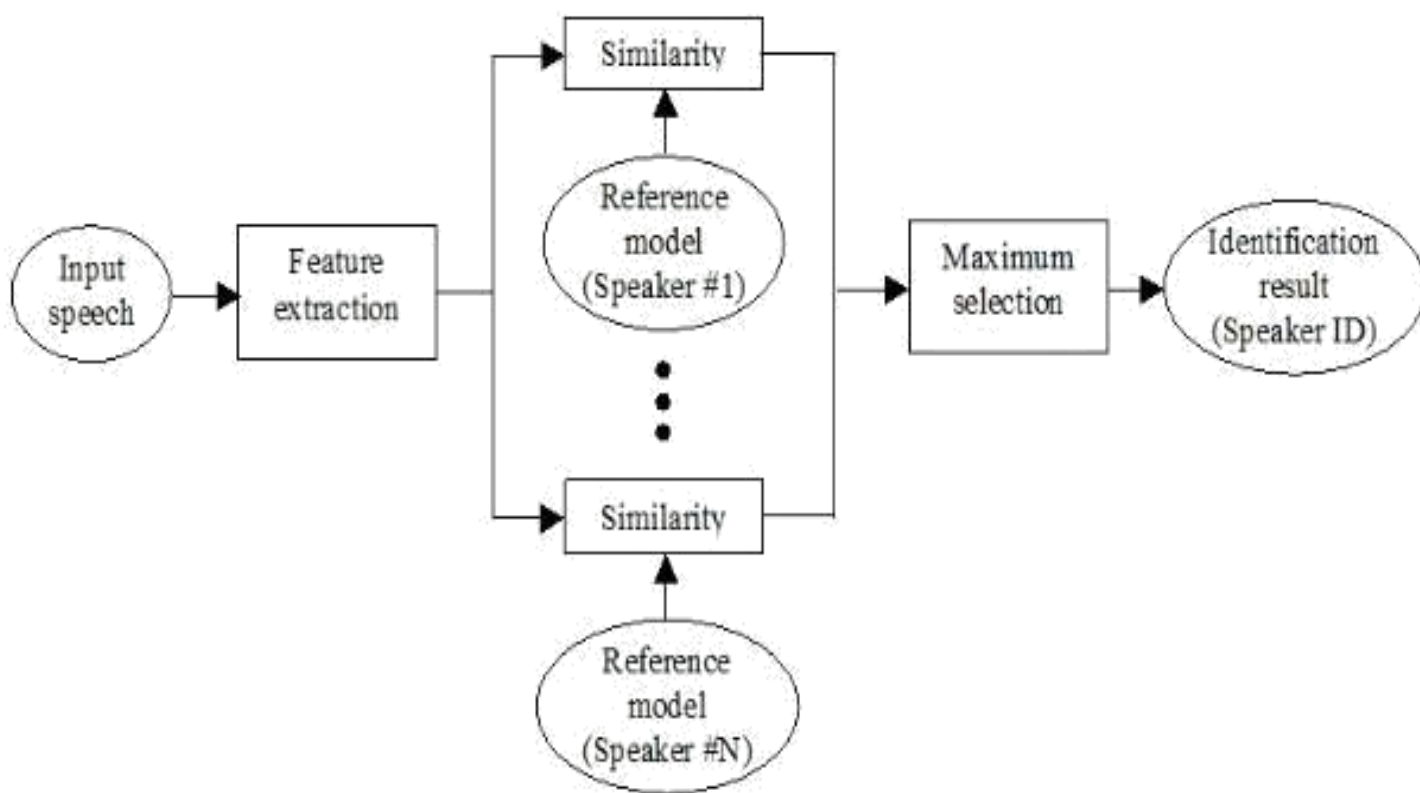 Similarity
Reference
model
(Speaker #1)
Input
speech
Feature
extraction
Maximum
selection
Identification
result
(Speaker ID)
Similarity
Reference
model
(Speaker #N)